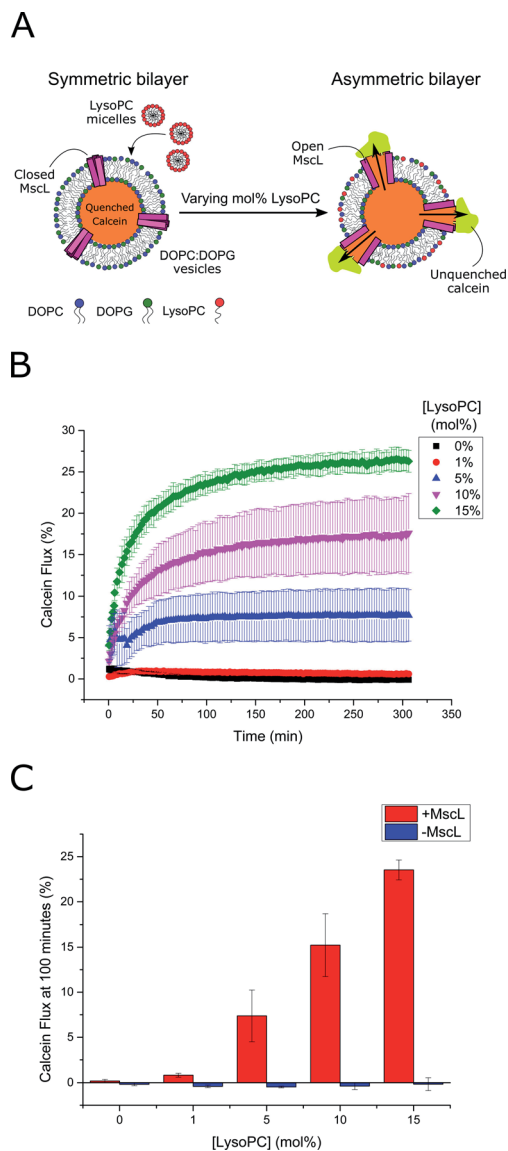 A
Symmetric bilayer
Asymmetric bilayer
LysoPC
micelles
Closed
MscL
Open
MscL
Quenched
Calcein
Varying mol% LysoPC
DOPC:DOPG
vesicles
Unquenched
calcein
DOPC
DOPG
LysoPC
B
[LysoPC]
(mol%)
0%
1%
5%
10%
15%
Calcein Flux (%)
30
25
20
15
10
5
0
0 50 100 150 200 250 300 350
Time (min)
C
+MscL
-MscL
Calcein Flux at 100 minutes (%)
25
20
15
10
5
0
0 1 5 10 15
[LysoPC] (mol%)